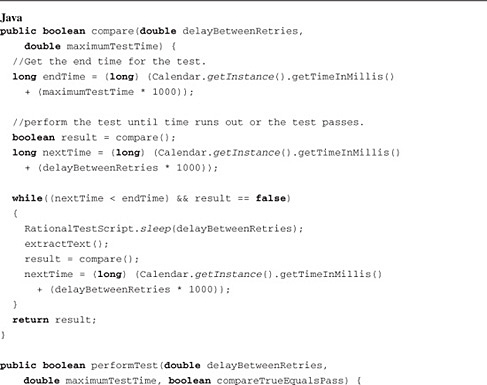 Java
public boolean compare(double delayBetweenRetries,
double maximumTestTime) {
//Get the end time for the test.
long endTime = (long) (Calendar.getInstance().getTimeInMillis()
+ (maximumTestTime * 1000));
//perform the test until time runs out or the test passes.
boolean result = compare();
long nextTime = (long) (Calendar.getInstance().getTimeInMillis()
+ (delayBetweenRetries * 1000));
while((nextTime < endTime) && result == false)
{
RationalTestScript.sleep(delayBetweenRetries);
extractText();
result = compare();
nextTime = (long) (Calendar.getInstance().getTimeInMillis()
+ (delayBetweenRetries * 1000));
}
return result;
}
public boolean performTest(double delayBetweenRetries,
double maximumTestTime, boolean compareTrueEqualsPass) {